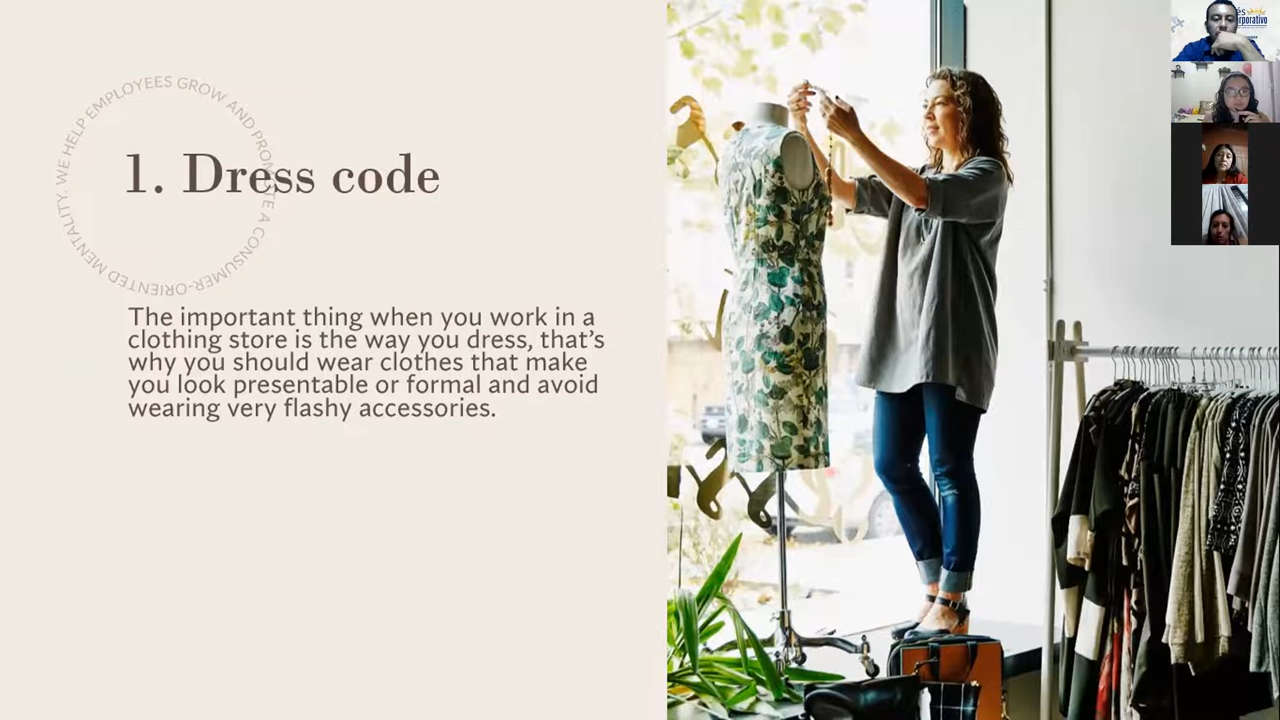 WE HELP EMPLOYEES GROW AND PROMOTE A CONSUMER-ORIENTED MENTALITY.
1. Dress code
The important thing when you work in a
clothing store is the way you dress, that's
why you should wear clothes that make
you look presentable or formal and avoid
wearing very flashy accessories.